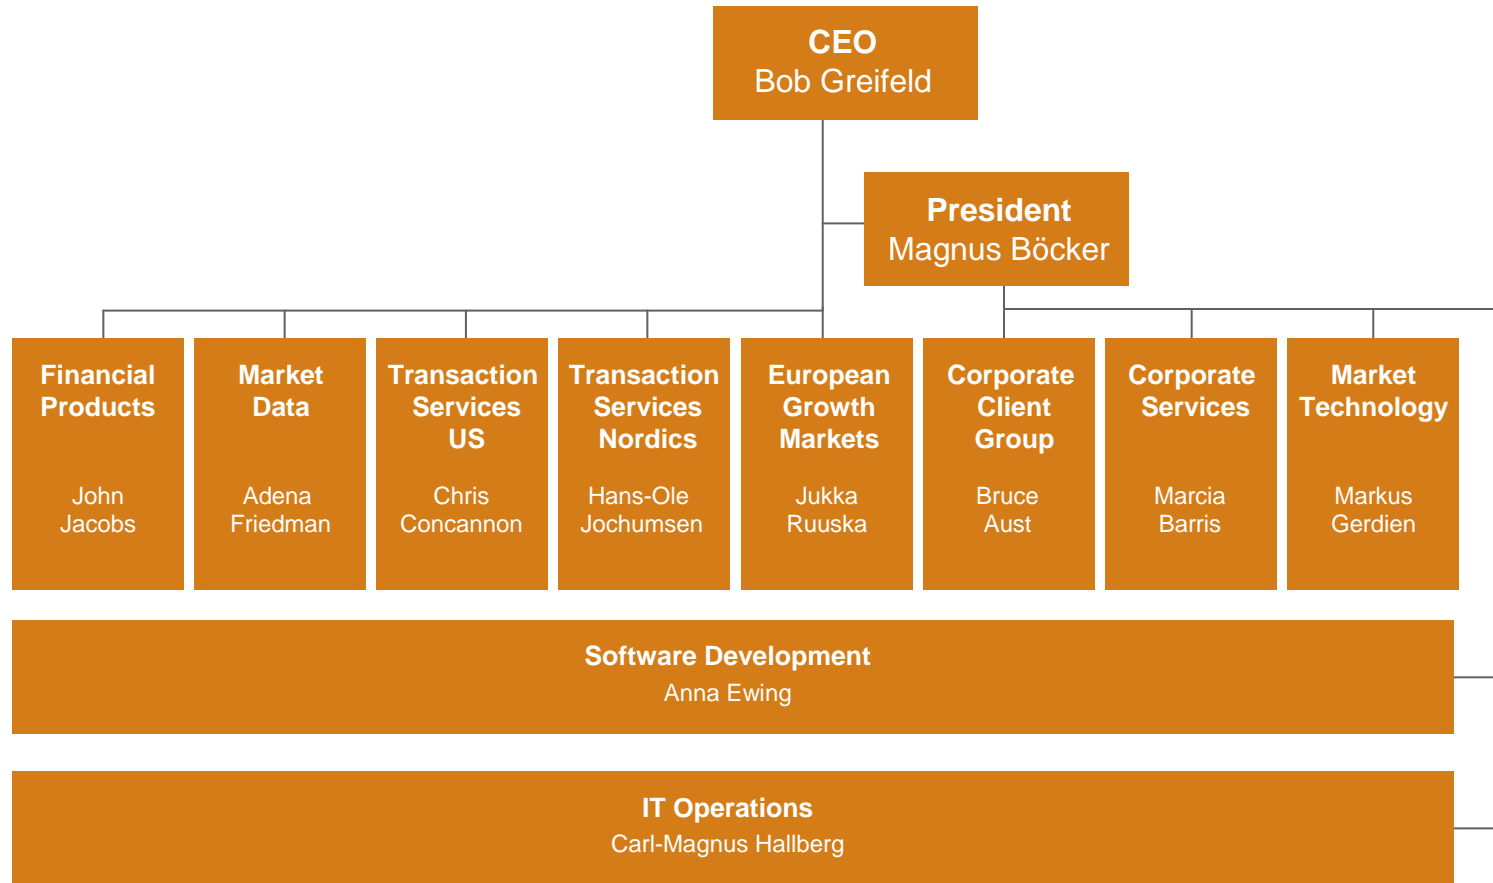 CEO
Bob Greifeld
President
Magnus Böcker
Financial
Products
John
Jacobs
Market
Data
Adena
Friedman
Transaction
Services
US
Chris
Concannon
Transaction
Services
Nordics
Hans-Ole
Jochumsen
European
Growth
Markets
Jukka
Ruuska
Corporate
Client
Group
Bruce
Aust
Corporate
Services
Marcia
Barris
Market
Technology
Markus
Gerdien
Software Development
Anna Ewing
IT Operations
Carl-Magnus Hallberg